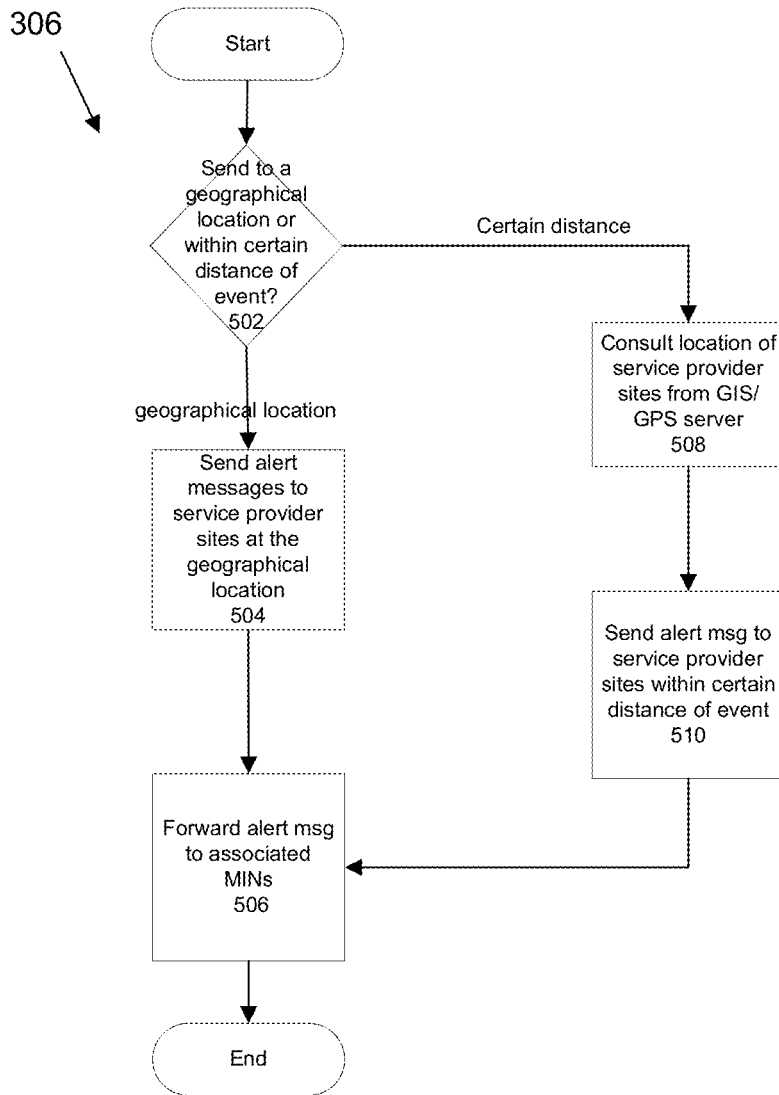 306
Start
Send to a
geographical
location or
within certain
distance of
event?
502
Certain distance
geographical location
Consult location of
service provider
sites from GIS/
GPS server
508
Send alert
messages to
service provider
sites at the
geographical
location
504
Send alert msg to
service provider
sites within certain
distance of event
510
Forward alert msg
to associated
MINs
506
End